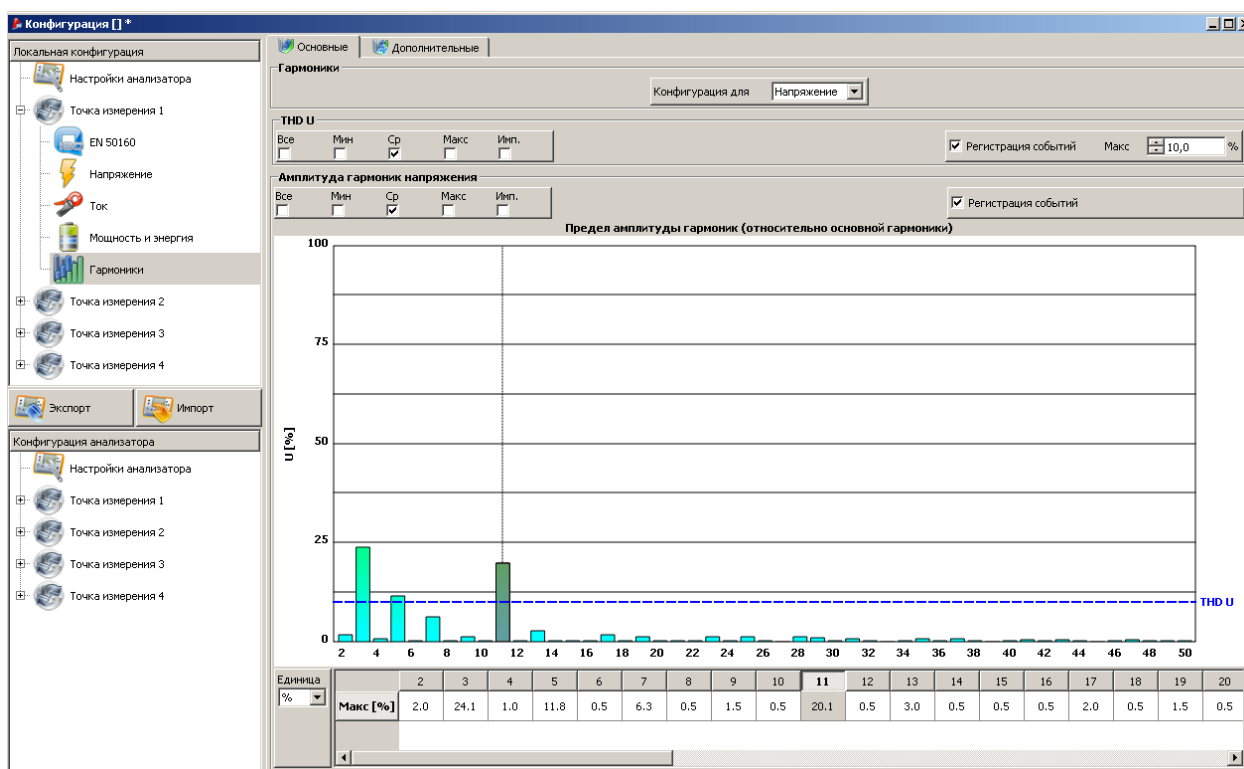 Конфигурация [] *
Локальная конфигурация
Настройки анализатора
Точка измерения 1
EN 50160
Напряжение
Ток
Мощность и энергия
Гармоники
Точка измерения 2
Точка измерения 3
Точка измерения 4
Экспорт Импорт
Конфигурация анализатора
Настройки анализатора
Точка измерения 1
Точка измерения 2
Точка измерения 3
Точка измерения 4
Основные Дополнительные
Гармоники
Конфигурация для Напряжение
THD U
Все Мин Ср Макс Имп.
Регистрация событий Макс 10,0 %
Амплитуда гармоник напряжения
Все Мин Ср Макс Имп.
Регистрация событий
Предел амплитуды гармоник (относительно основной гармоники)
100
75
50
25
0
U [%]
THD U
2 4 6 8 10 12 14 16 18 20 22 24 26 28 30 32 34 36 38 40 42 44 46 48 50
Единица
%
2 3 4 5 6 7 8 9 10 11 12 13 14 15 16 17 18 19 20
Макс [%] 2.0 24.1 1.0 11.8 0.5 6.3 0.5 1.5 0.5 20.1 0.5 3.0 0.5 0.5 0.5 2.0 0.5 1.5 0.5